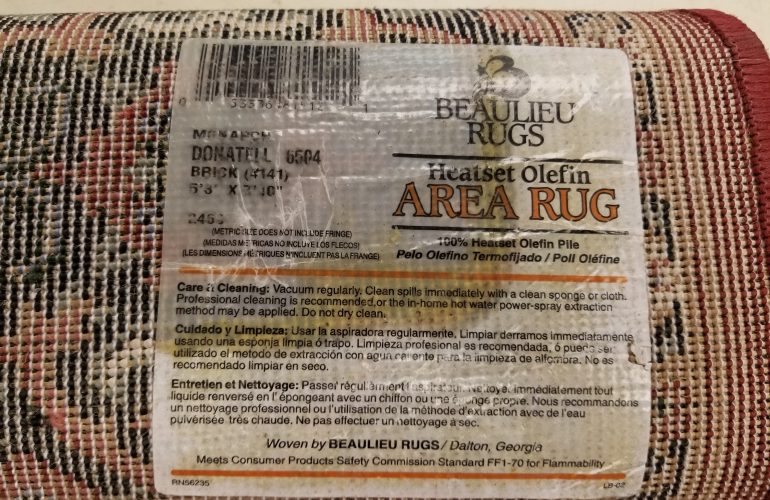 BEAULIEU
RUGS
MONARCH
DONATELL 6504
BRICK (4141)
Heatset Olefin
AREA RUG
(METRIC SIZE DOES NOT INCLUDE FRINGE)
(MEDIDAS METRICAS NO INCLUYE LOS FLECOS)
(LES DIMENSIONS METRIQUES N'INCLUENT PAS LA FRANGE)
100% Heatset Olefin Pile
Pelo Olefino Termofijado / Poil Oléfine
Care & Cleaning: Vacuum regularly. Clean spills immediately with a clean sponge or cloth.
Professional cleaning is recommended,or the in-home hot water power-spray extraction
method may be applied. Do not dry clean.
Cuidado y Limpieza: Usar la aspiradora regularmente. Limpiar derramos immediatamente
usando una esponja limpia ó trapo. Limpieza profesional es recomendada, ó puede ser
utilizado el metodo de extracción con agua caliente para la limpieza de alfombra. No es
recomendado limpiar en seco.
Entretien et Nettoyage: Passer régulièrement l'aspirateur. Nettoyer immédiatement tout
liquide renversé en l'épongeant avec un chiffon ou une éponge propre. Nous recommandons
un nettoyage professionnel ou l'utilisation de la méthode d'extraction avec de l'eau
pulvérisée très chaude. Ne pas effectuer un nettoyage à sec.
Woven by BEAULIEU RUGS / Dalton, Georgia
Meets Consumer Products Safety Commission Standard FF1-70 for Flammability
RN56235
LB-02